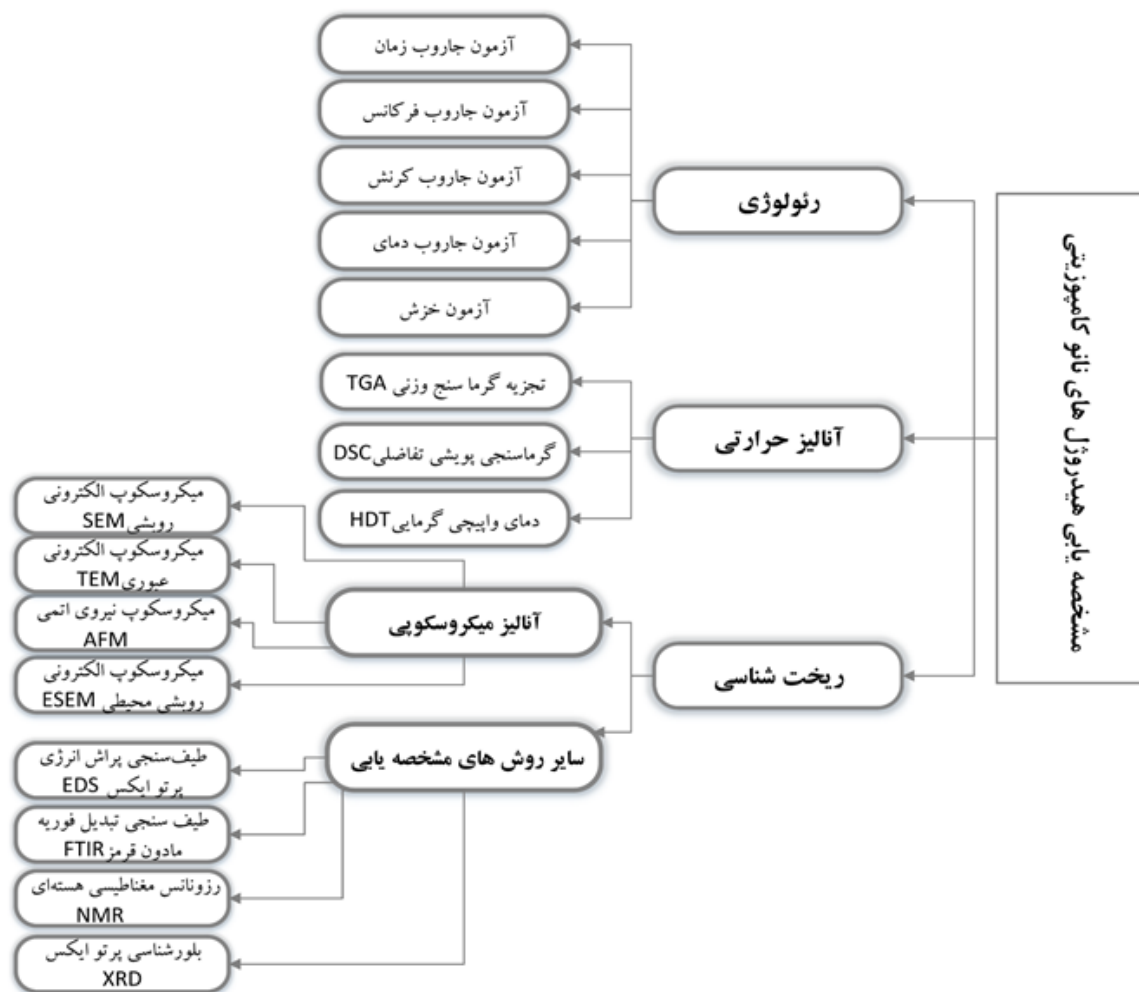 مشخصه یابی هیدروژل های نانو کامپوزیتی
رئولوژی
آزمون جاروب زمان
آزمون جاروب فرکانس
آزمون جاروب کرنش
آزمون جاروب دمای
آزمون خزش
آنالیز حرارتی
تجزیه گرما سنج وزنی TGA
گرماسنجی پویشی تفاضلیDSC
دمای واپیچی گرماییHDT
ریخت شناسی
آنالیز میکروسکوپی
میکروسکوپ الکترونی
روبشیSEM
میکروسکوپ الکترونی
عبوریTEM
میکروسکوپ نیروی اتمی
AFM
میکروسکوپ الکترونی
روبشی محیطی ESEM
سایر روش های مشخصه یابی
طیف‌سنجی پراش انرژی
پرتو ایکس EDS
طیف سنجی تبدیل فوریه
مادون قرمزFTIR
رزونانس مغناطیسی هسته‌ای
NMR
بلورشناسی پرتو ایکس
XRD